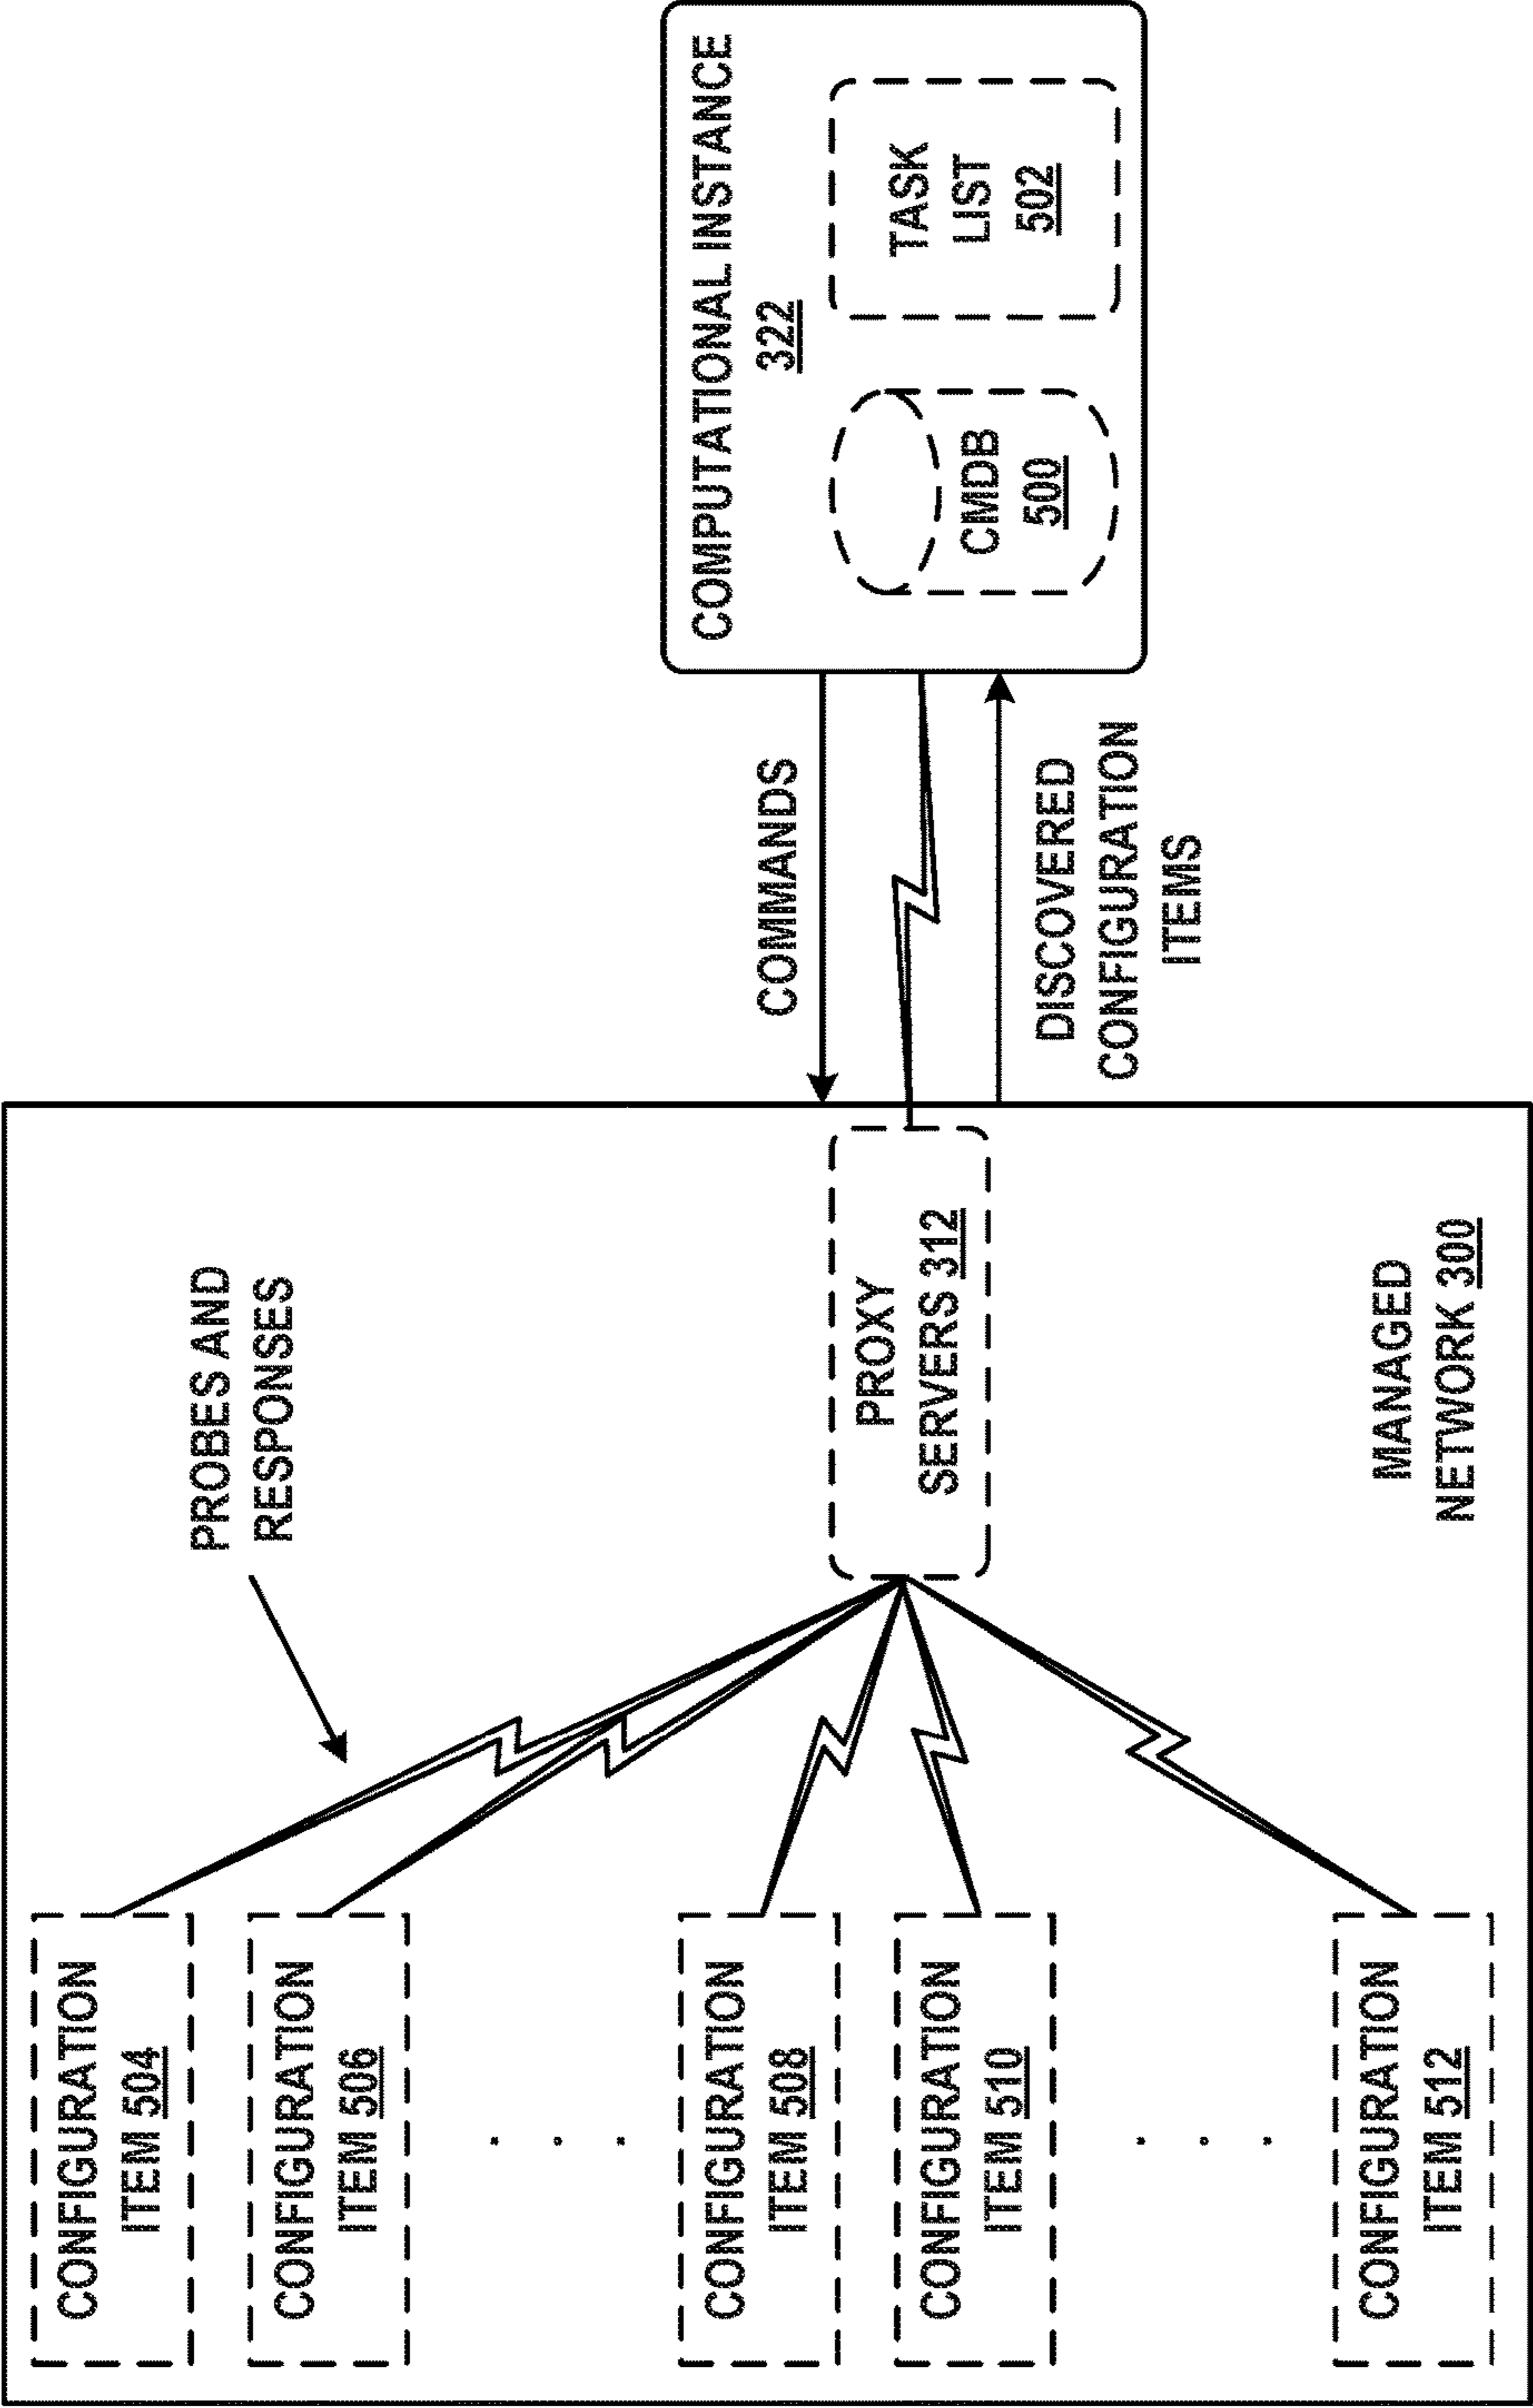 COMPUTATIONAL INSTANCE
322
CMDB
500
TASK
LIST
502
COMMANDS
DISCOVERED
CONFIGURATION
ITEMS
PROBES AND
RESPONSES
PROXY
SERVERS 312
MANAGED
NETWORK 300
CONFIGURATION
ITEM 504
CONFIGURATION
ITEM 506
. . .
CONFIGURATION
ITEM 508
CONFIGURATION
ITEM 510
. . .
CONFIGURATION
ITEM 512